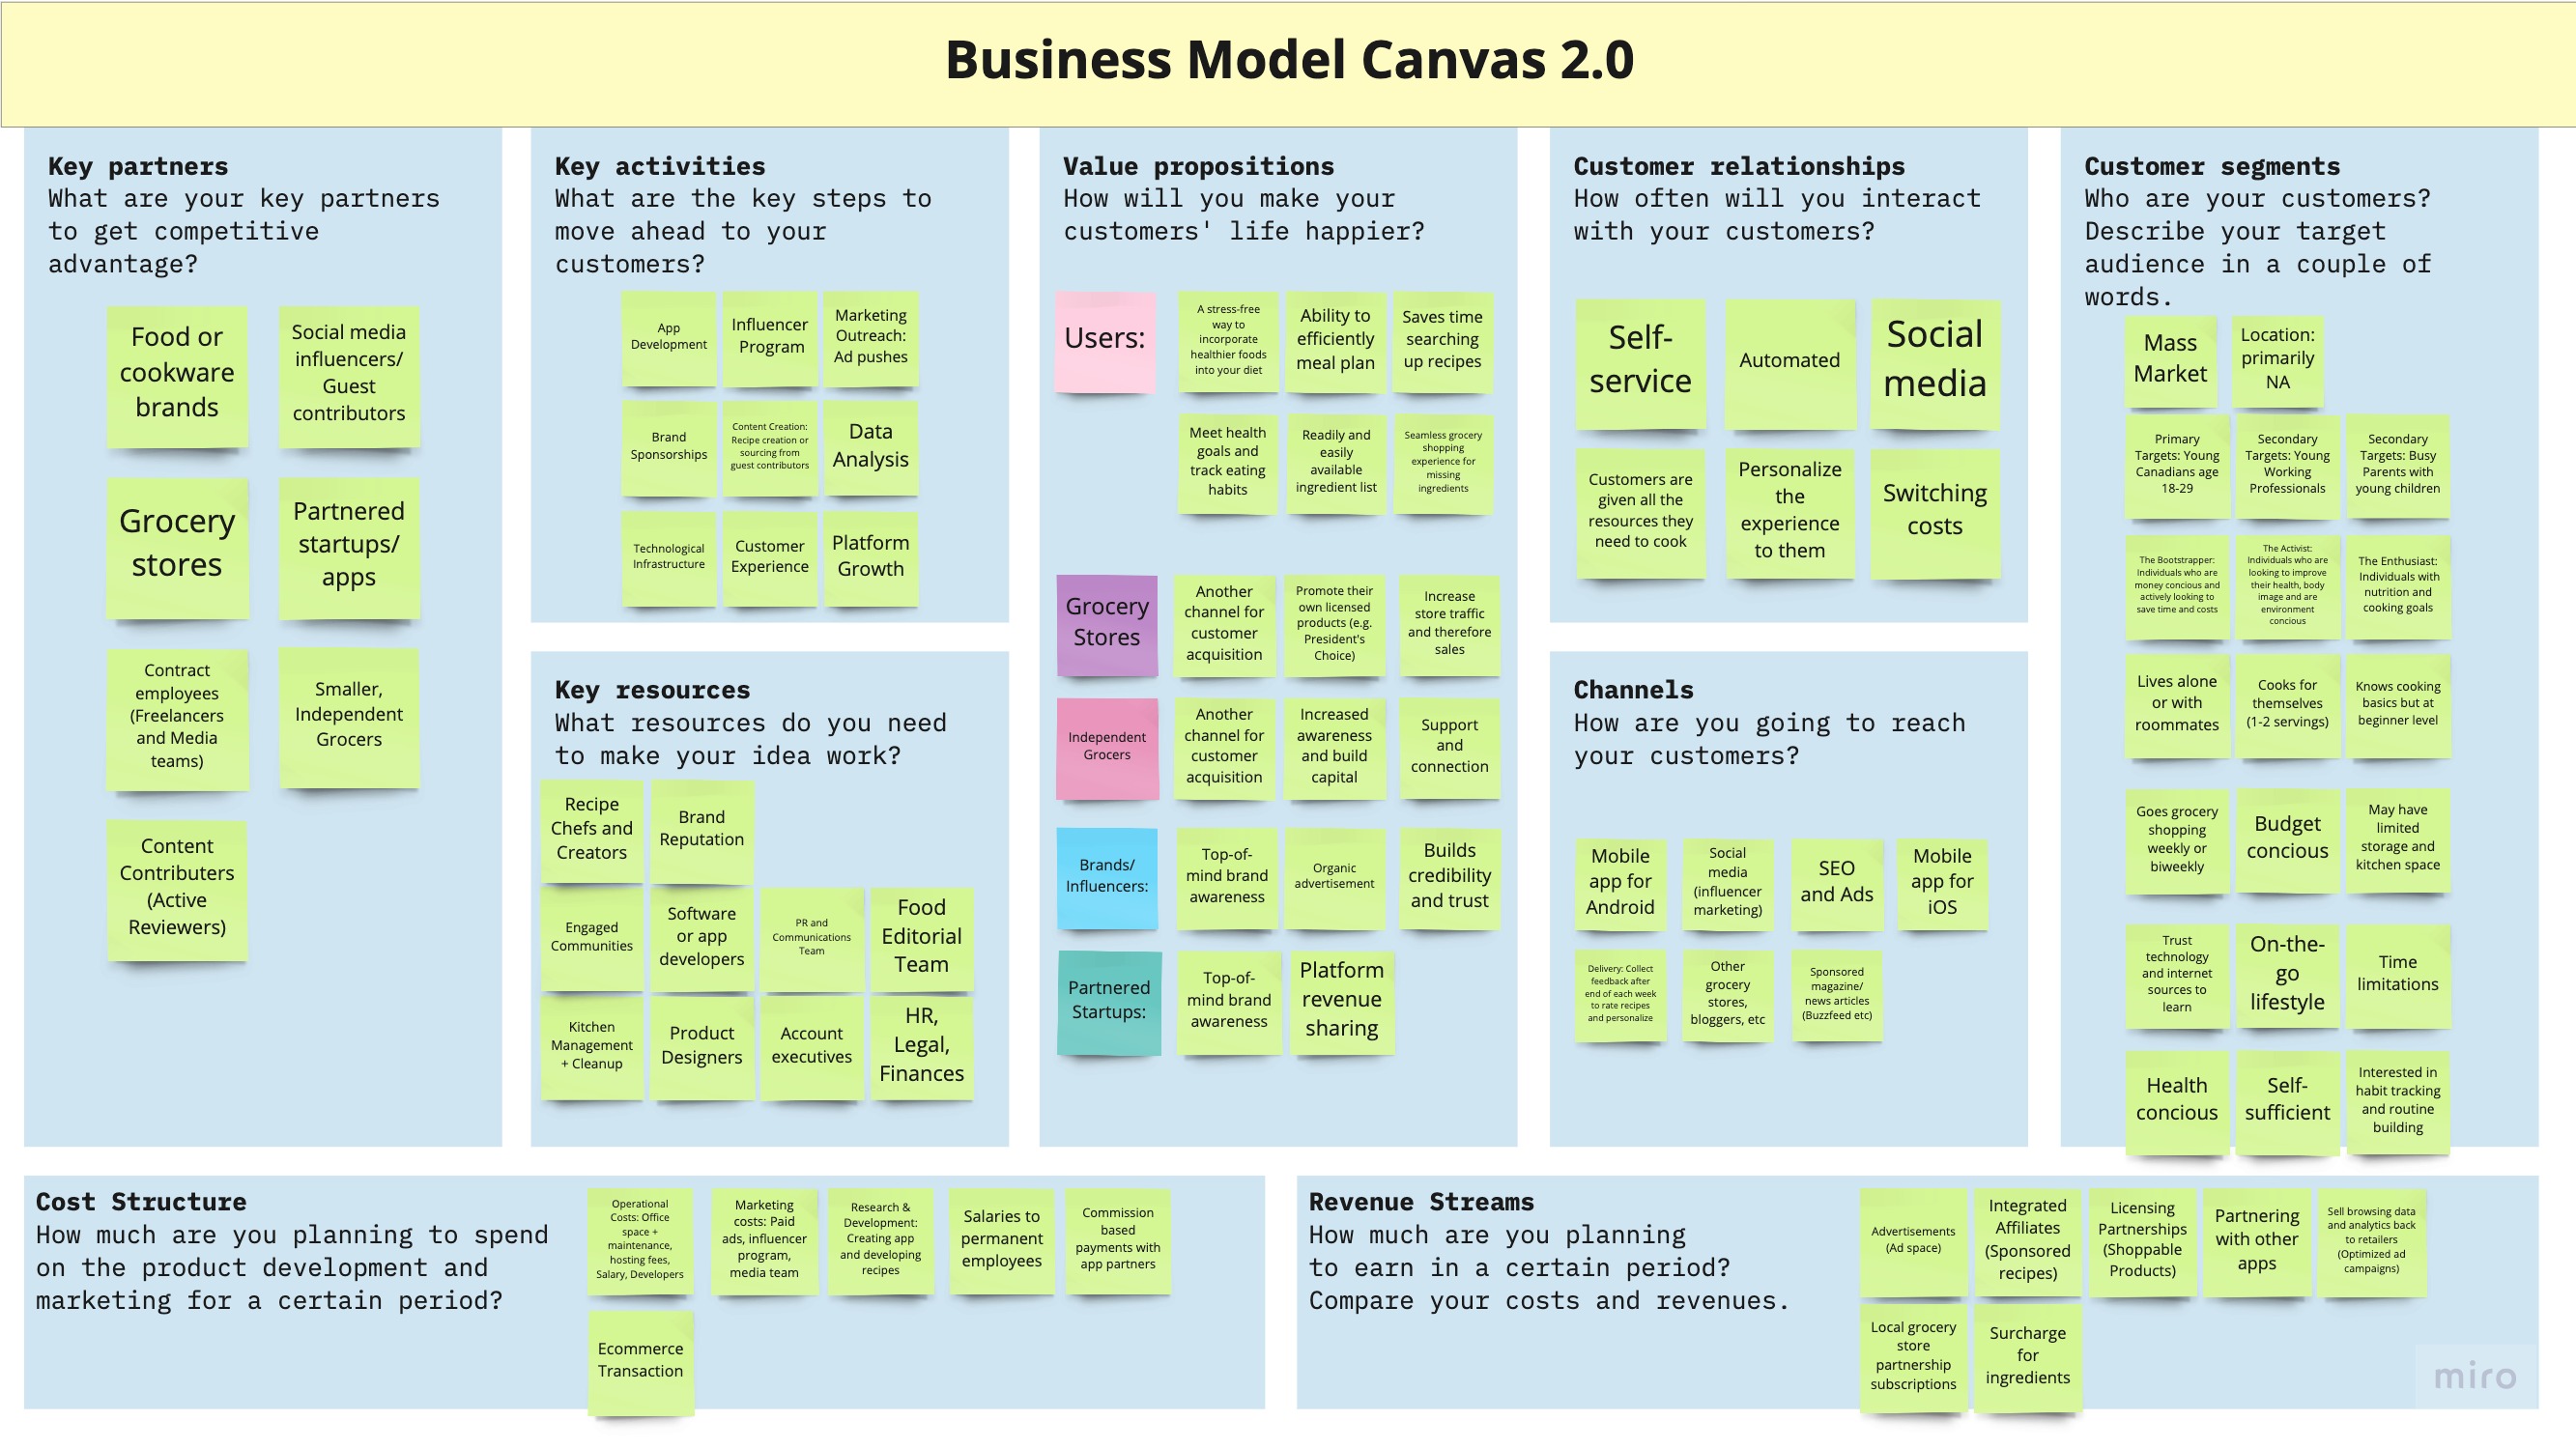 Business Model Canvas 2.0
Key partners
What are your key partners
to get competitive
advantage?
Food or
cookware
brands
Social media
influencers/
Guest
contributors
Grocery
stores
Partnered
startups/
apps
Contract
employees
(Freelancers
and Media
teams)
Smaller,
Independent
Grocers
Content
Contributers
(Active
Reviewers)
Key activities
What are the key steps to
move ahead to your
customers?
App
Development
Influencer
Program
Marketing
Outreach:
Ad pushes
Brand
Sponsorships
Content Creation:
Recipe creation or
sourcing from
guest contributors
Data
Analysis
Technological
Infrastructure
Customer
Experience
Platform
Growth
Key resources
What resources do you need
to make your idea work?
Recipe
Chefs and
Creators
Brand
Reputation
Engaged
Communities
Software
or app
developers
PR and
Communications
Team
Food
Editorial
Team
Kitchen
Management
+ Cleanup
Product
Designers
Account
executives
HR,
Legal,
Finances
Value propositions
How will you make your
customers' life happier?
Users:
A stress-free
way to
incorporate
healthier foods
into your diet
Ability to
efficiently
meal plan
Saves time
searching
up recipes
Meet health
goals and
track eating
habits
Readily and
easily
available
ingredient list
Seamless grocery
shopping
experience for
missing
ingredients
Grocery
Stores
Another
channel for
customer
acquisition
Promote their
own licensed
products (e.g.
President's
Choice)
Increase
store traffic
and therefore
sales
Independent
Grocers
Another
channel for
customer
acquisition
Increased
awareness
and build
capital
Support
and
connection
Brands/
Influencers:
Top-of-
mind brand
awareness
Organic
advertisement
Builds
credibility
and trust
Partnered
Startups:
Top-of-
mind brand
awareness
Platform
revenue
sharing
Customer relationships
How often will you interact
with your customers?
Self-
service
Automated
Social
media
Customers are
given all the
resources they
need to cook
Personalize
the
experience
to them
Switching
costs
Channels
How are you going to reach
your customers?
Mobile
app for
Android
Social
media
(influencer
marketing)
SEO
and Ads
Mobile
app for
iOS
Delivery: Collect
feedback after
end of each week
to rate recipes
and personalize
Other
grocery
stores,
bloggers, etc
Sponsored
magazine/
news articles
(Buzzfeed etc)
Customer segments
Who are your customers?
Describe your target
audience in a couple of
words.
Mass
Market
Location:
primarily
NA
Primary
Targets: Young
Canadians age
18-29
Secondary
Targets: Young
Working
Professionals
Secondary
Targets: Busy
Parents with
young children
The Bootstrapper:
Individuals who are
money concious and
actively looking to
save time and costs
The Activist:
Individuals who are
looking to improve
their health, body
image and are
environment
concious
The Enthusiast:
Individuals with
nutrition and
cooking goals
Lives alone
or with
roommates
Cooks for
themselves
(1-2 servings)
Knows cooking
basics but at
beginner level
Goes grocery
shopping
weekly or
biweekly
Budget
concious
May have
limited
storage and
kitchen space
Trust
technology
and internet
sources to
learn
On-the-
go
lifestyle
Time
limitations
Health
concious
Self-
sufficient
Interested in
habit tracking
and routine
building
Cost Structure
How much are you planning to spend
on the product development and
marketing for a certain period?
Operational
Costs: Office
space +
maintenance,
hosting fees,
Salary, Developers
Marketing
costs: Paid
ads, influencer
program,
media team
Research &
Development:
Creating app
and developing
recipes
Salaries to
permanent
employees
Commission
based
payments with
app partners
Ecommerce
Transaction
Revenue Streams
How much are you planning
to earn in a certain period?
Compare your costs and revenues.
Advertisements
(Ad space)
Integrated
Affiliates
(Sponsored
recipes)
Licensing
Partnerships
(Shoppable
Products)
Partnering
with other
apps
Sell browsing data
and analytics back
to retailers
(Optimized ad
campaigns)
Local grocery
store
partnership
subscriptions
Surcharge
for
ingredients
miro